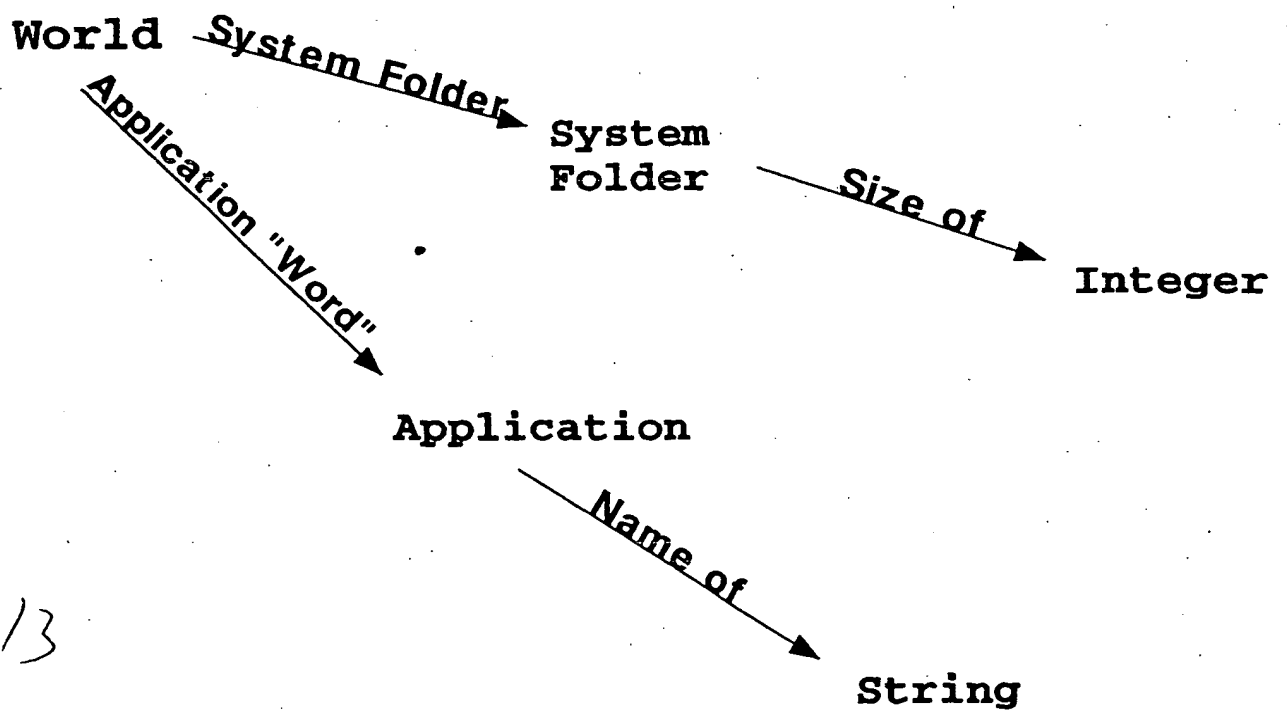 World
System Folder
Application "Word"
System
Folder
Size of
Integer
Application
Name of
13
String